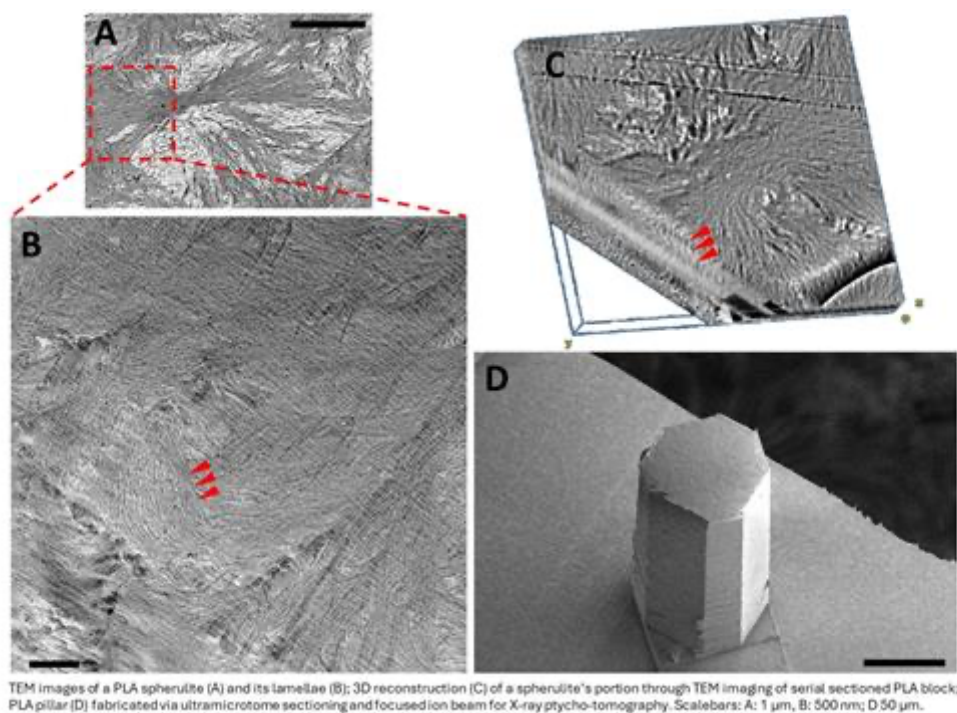 A
C
B
D
y
TEM images of a PLA spherulite (A) and its lamellae (B); 3D reconstruction (C) of a spherulite's portion through TEM imaging of serial sectioned PLA block;
PLA pillar (D) fabricated via ultramicrotome sectioning and focused ion beam for X-ray ptycho-tomography. Scalebars: A: 1 µm, B: 500 nm; D 50 µm.